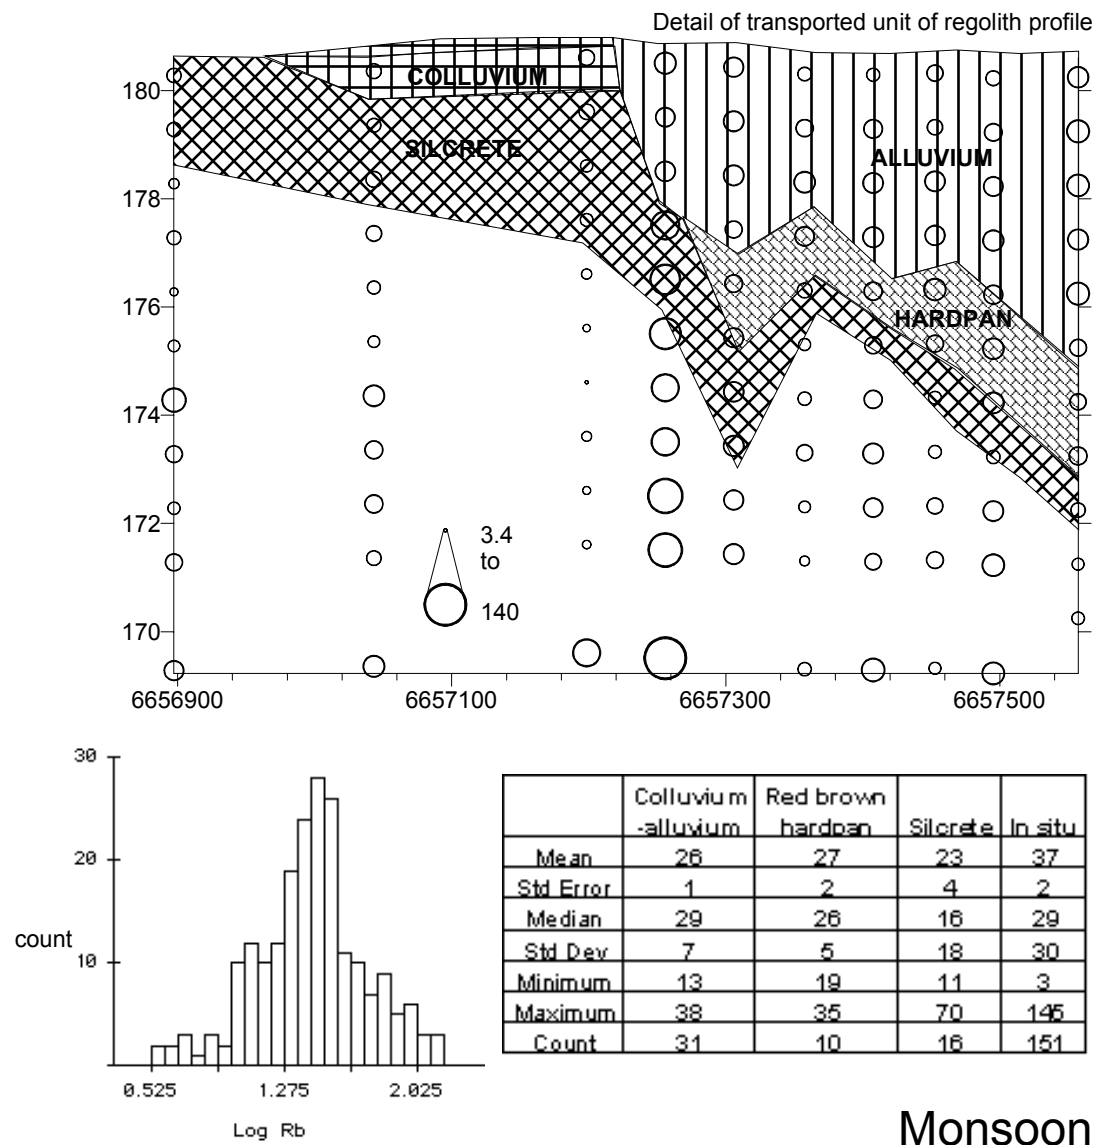 Detail of transported unit of regolith profile
180
COLLUVIUM
SILCRETE
ALLUVIUM
178
176
HARDPAN
174
172
3.4
to
140
170
6656900 6657100 6657300 6657500
30
20
count
10
0.525 1.275 2.025
Log Rb
Colluvium Red brown
-alluvium hardpan Silcrete In situ
Mean 26 27 23 37
Std Error 1 2 4 2
Median 29 26 16 29
Std Dev 7 5 18 30
Minimum 13 19 11 3
Maximum 38 35 70 145
Count 31 10 16 151
Monsoon